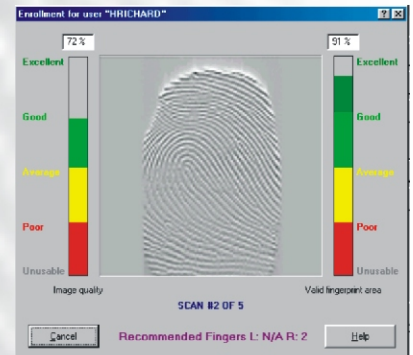 Enrollment for user "HRICHARD"
72 % 91 %
Excellent Excellent
Good Good
Average Average
Poor Poor
Unusable Unusable
Image quality Valid fingerprint area
SCAN #2 OF 5
Cancel Recommended Fingers L: N/A R: 2 Help